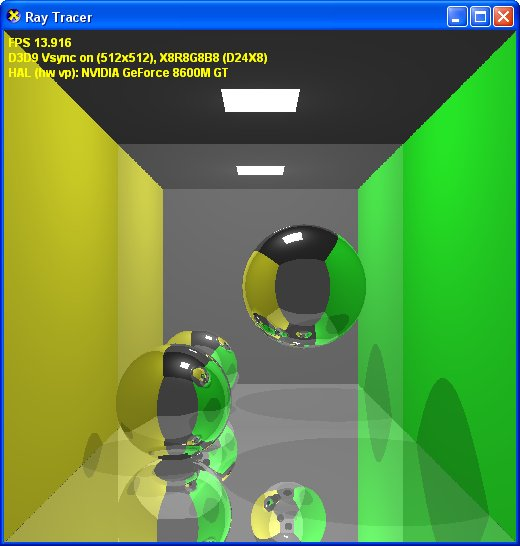 Ray Tracer
FPS 13.916
D3D9 Vsync on (512x512), X8R8G8B8 (D24X8)
HAL (hw vp): NVIDIA GeForce 8600M GT